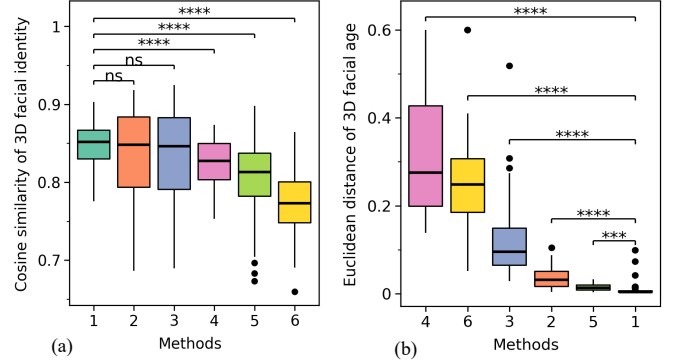 Cosine similarity of 3D facial identity
1
0.9
0.8
0.7
****
****
****
ns
ns
1 2 3 4 5 6
Methods
(a)
Euclidean distance of 3D facial age
0.6
0.4
0.2
0
****
****
****
****
***
4 6 3 2 5 1
Methods
(b)